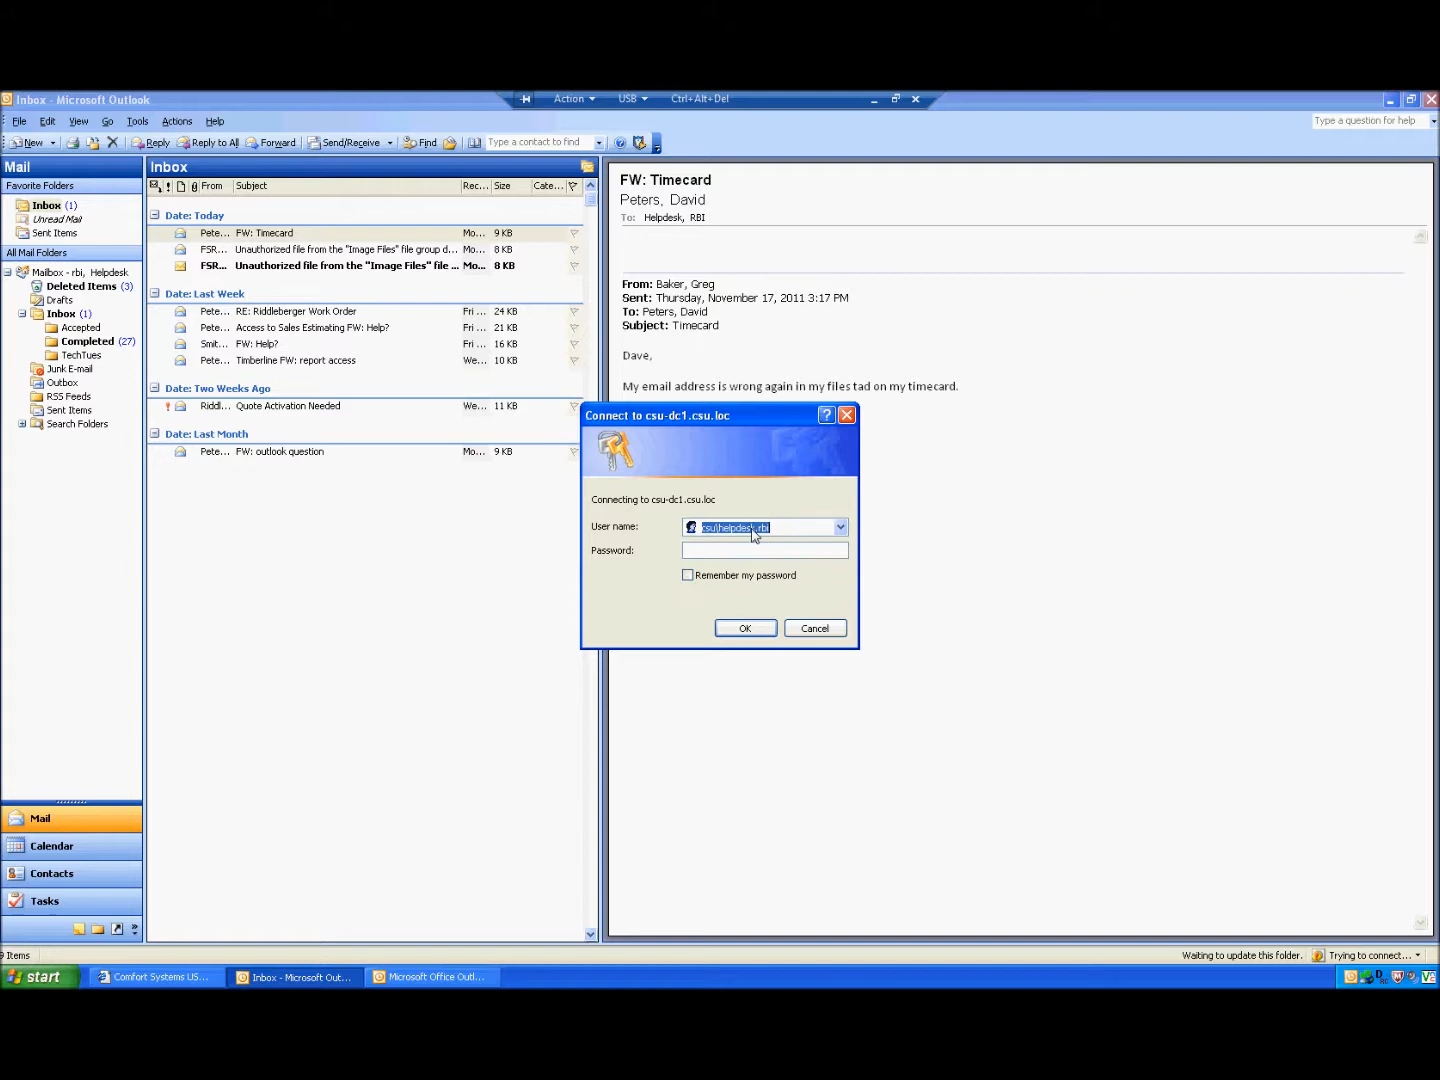 Inbox - Microsoft Outlook
Action USB Ctrl+Alt+Del
File Edit View Go Tools Actions Help
Type a question for help
New Reply Reply to All Forward Send/Receive Find Type a contact to find
Mail
Favorite Folders
Inbox (1)
Unread Mail
Sent Items
All Mail Folders
Mailbox - rbi, Helpdesk
Deleted Items (3)
Drafts
Inbox (1)
Accepted
Completed (27)
TechTues
Junk E-mail
Outbox
RSS Feeds
Sent Items
Search Folders
Mail
Calendar
Contacts
Tasks
Inbox
From Subject Rec... Size Cate...
Date: Today
Pete... FW: Timecard Mo... 9 KB
FSR... Unauthorized file from the "Image Files" file group d... Mo... 8 KB
FSR... Unauthorized file from the "Image Files" file ... Mo... 8 KB
Date: Last Week
Pete... RE: Riddleberger Work Order Fri ... 24 KB
Pete... Access to Sales Estimating FW: Help? Fri ... 21 KB
Smit... FW: Help? Fri ... 16 KB
Pete... Timberline FW: report access We... 10 KB
Date: Two Weeks Ago
Riddl... Quote Activation Needed We... 11 KB
Date: Last Month
Pete... FW: outlook question Mo... 9 KB
FW: Timecard
Peters, David
To: Helpdesk, RBI
From: Baker, Greg
Sent: Thursday, November 17, 2011 3:17 PM
To: Peters, David
Subject: Timecard
Dave,
My email address is wrong again in my files tad on my timecard.
Connect to csu-dc1.csu.loc
Connecting to csu-dc1.csu.loc
User name: csu\helpdesk.rbi
Password:
Remember my password
OK Cancel
9 Items
Waiting to update this folder. Trying to connect...
start Comfort Systems US... Inbox - Microsoft Out... Microsoft Office Outl...